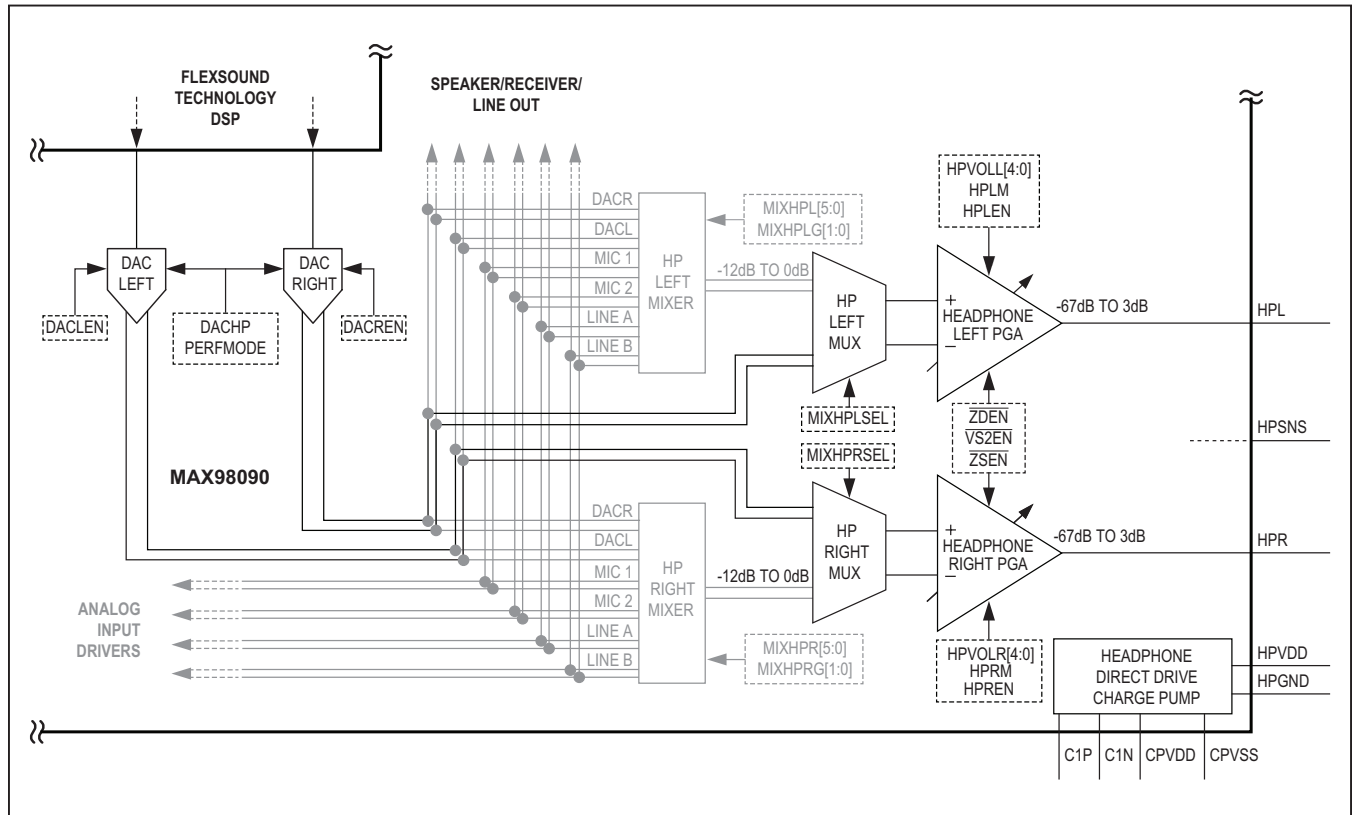 FLEXSOUND
TECHNOLOGY
DSP
SPEAKER/RECEIVER/
LINE OUT
DAC
LEFT
DAC
RIGHT
DACLEN
DACHP
PERFMODE
DACREN
MAX98090
ANALOG
INPUT
DRIVERS
DACR
DACL
MIC 1
MIC 2
LINE A
LINE B
HP
LEFT
MIXER
MIXHPL[5:0]
MIXHPLG[1:0]
-12dB TO 0dB
HP
LEFT
MUX
MIXHPLSEL
HPVOLL[4:0]
HPLM
HPLEN
+
HEADPHONE
LEFT PGA
−
-67dB TO 3dB
HPL
ZDEN
VS2EN
ZSEN
HPSNS
MIXHPRSEL
DACR
DACL
MIC 1
MIC 2
LINE A
LINE B
HP
RIGHT
MIXER
-12dB TO 0dB
MIXHPR[5:0]
MIXHPRG[1:0]
HP
RIGHT
MUX
+
HEADPHONE
RIGHT PGA
−
-67dB TO 3dB
HPR
HPVOLR[4:0]
HPRM
HPREN
HEADPHONE
DIRECT DRIVE
CHARGE PUMP
HPVDD
HPGND
C1P
C1N
CPVDD
CPVSS